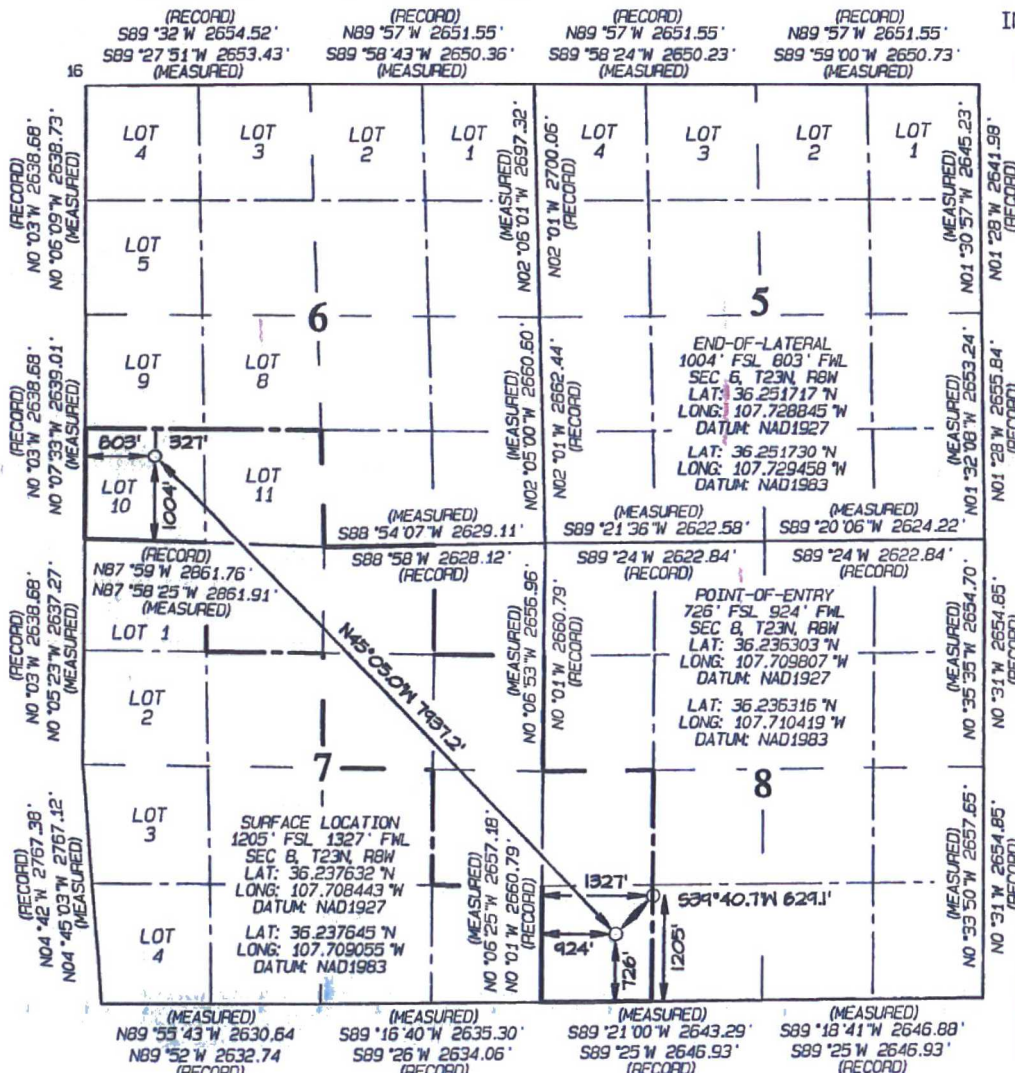 (RECORD) (RECORD) (RECORD) (RECORD)
S89 °32 'W 2654.52 ' N89 °57 'W 2651.55 ' N89 °57 'W 2651.55 ' N89 °57 'W 2651.55 '
S89 °27 '51 "W 2653.43 ' S89 °58 '43 "W 2650.36 ' S89 °58 '24 "W 2650.23 ' S89 °59 '00 "W 2650.73 '
(MEASURED) (MEASURED) (MEASURED) (MEASURED)
16
LOT 4
LOT 3
LOT 2
LOT 1
LOT 4
LOT 3
LOT 2
LOT 1
(RECORD)
N0 °03 'W 2638.68 '
N0 °06 '09 "W 2638.73 '
(MEASURED)
(MEASURED)
N02 °06 '01 "W 2697.32 '
N02 °01 'W 2700.06 '
(RECORD)
(MEASURED)
N01 °30 '57 "W 2645.23 '
N01 °28 'W 2641.98 '
(RECORD)
LOT 5
6
5
LOT 9
LOT 8
(RECORD)
N0 °03 'W 2638.68 '
N0 °07 '33 "W 2639.01 '
(MEASURED)
(MEASURED)
N02 °05 '00 "W 2660.60 '
N02 °01 'W 2662.44 '
(RECORD)
END-OF-LATERAL
1004 ' FSL 803 ' FWL
SEC 6, T23N, R8W
LAT: 36.251717 °N
LONG: 107.728845 °W
DATUM: NAD1927
LAT: 36.251730 °N
LONG: 107.729458 °W
DATUM: NAD1983
(MEASURED)
N01 °32 '08 "W 2653.24 '
N01 °28 'W 2655.84 '
(RECORD)
803'
327'
1004'
LOT 10
LOT 11
(MEASURED)
S88 °54 '07 "W 2629.11 '
S88 °58 'W 2628.12 '
(RECORD)
(MEASURED)
S89 °21 '36 "W 2622.58 '
S89 °24 'W 2622.84 '
(RECORD)
S89 °20 '06 "W 2624.22 '
S89 °24 'W 2622.84 '
(RECORD)
(RECORD)
N87 °59 'W 2861.76 '
N87 °58 '25 "W 2861.91 '
(MEASURED)
LOT 1
LOT 2
(RECORD)
N0 °03 'W 2638.68 '
N0 °05 '23 "W 2637.27 '
(MEASURED)
N45°05.0'W 7937.2'
(MEASURED)
N0 °06 '53 "W 2656.96 '
N0 °01 'W 2660.79 '
(RECORD)
POINT-OF-ENTRY
726 ' FSL 924 ' FWL
SEC 8, T23N, R8W
LAT: 36.236303 °N
LONG: 107.709807 °W
DATUM: NAD1927
LAT: 36.236316 °N
LONG: 107.710419 °W
DATUM: NAD1983
(MEASURED)
N0 °35 '35 "W 2654.70 '
N0 °31 'W 2654.85 '
(RECORD)
7
8
LOT 3
LOT 4
(RECORD)
N04 °42 'W 2767.38 '
N04 °45 '03 "W 2767.12 '
(MEASURED)
SURFACE LOCATION
1205 ' FSL 1327 ' FWL
SEC 8, T23N, R8W
LAT: 36.237632 °N
LONG: 107.708443 °W
DATUM: NAD1927
LAT: 36.237645 °N
LONG: 107.709055 °W
DATUM: NAD1983
(MEASURED)
N0 °06 '25 "W 2657.18 '
N0 °01 'W 2660.79 '
(RECORD)
1327'
S39°40.7'W 629.1'
924'
726'
1205'
(MEASURED)
N0 °33 '50 "W 2657.65 '
N0 °31 'W 2654.85 '
(MEASURED) (MEASURED) (MEASURED) (MEASURED)
N89 °55 '43 "W 2630.64 S89 °16 '40 "W 2635.30 ' S89 °21 '00 "W 2643.29 ' S89 °18 '41 "W 2646.88 '
N89 °52 'W 2632.74 S89 °26 'W 2634.06 ' S89 °25 'W 2646.93 ' S89 °25 'W 2646.93 '
(RECORD) (RECORD) (RECORD) (RECORD)